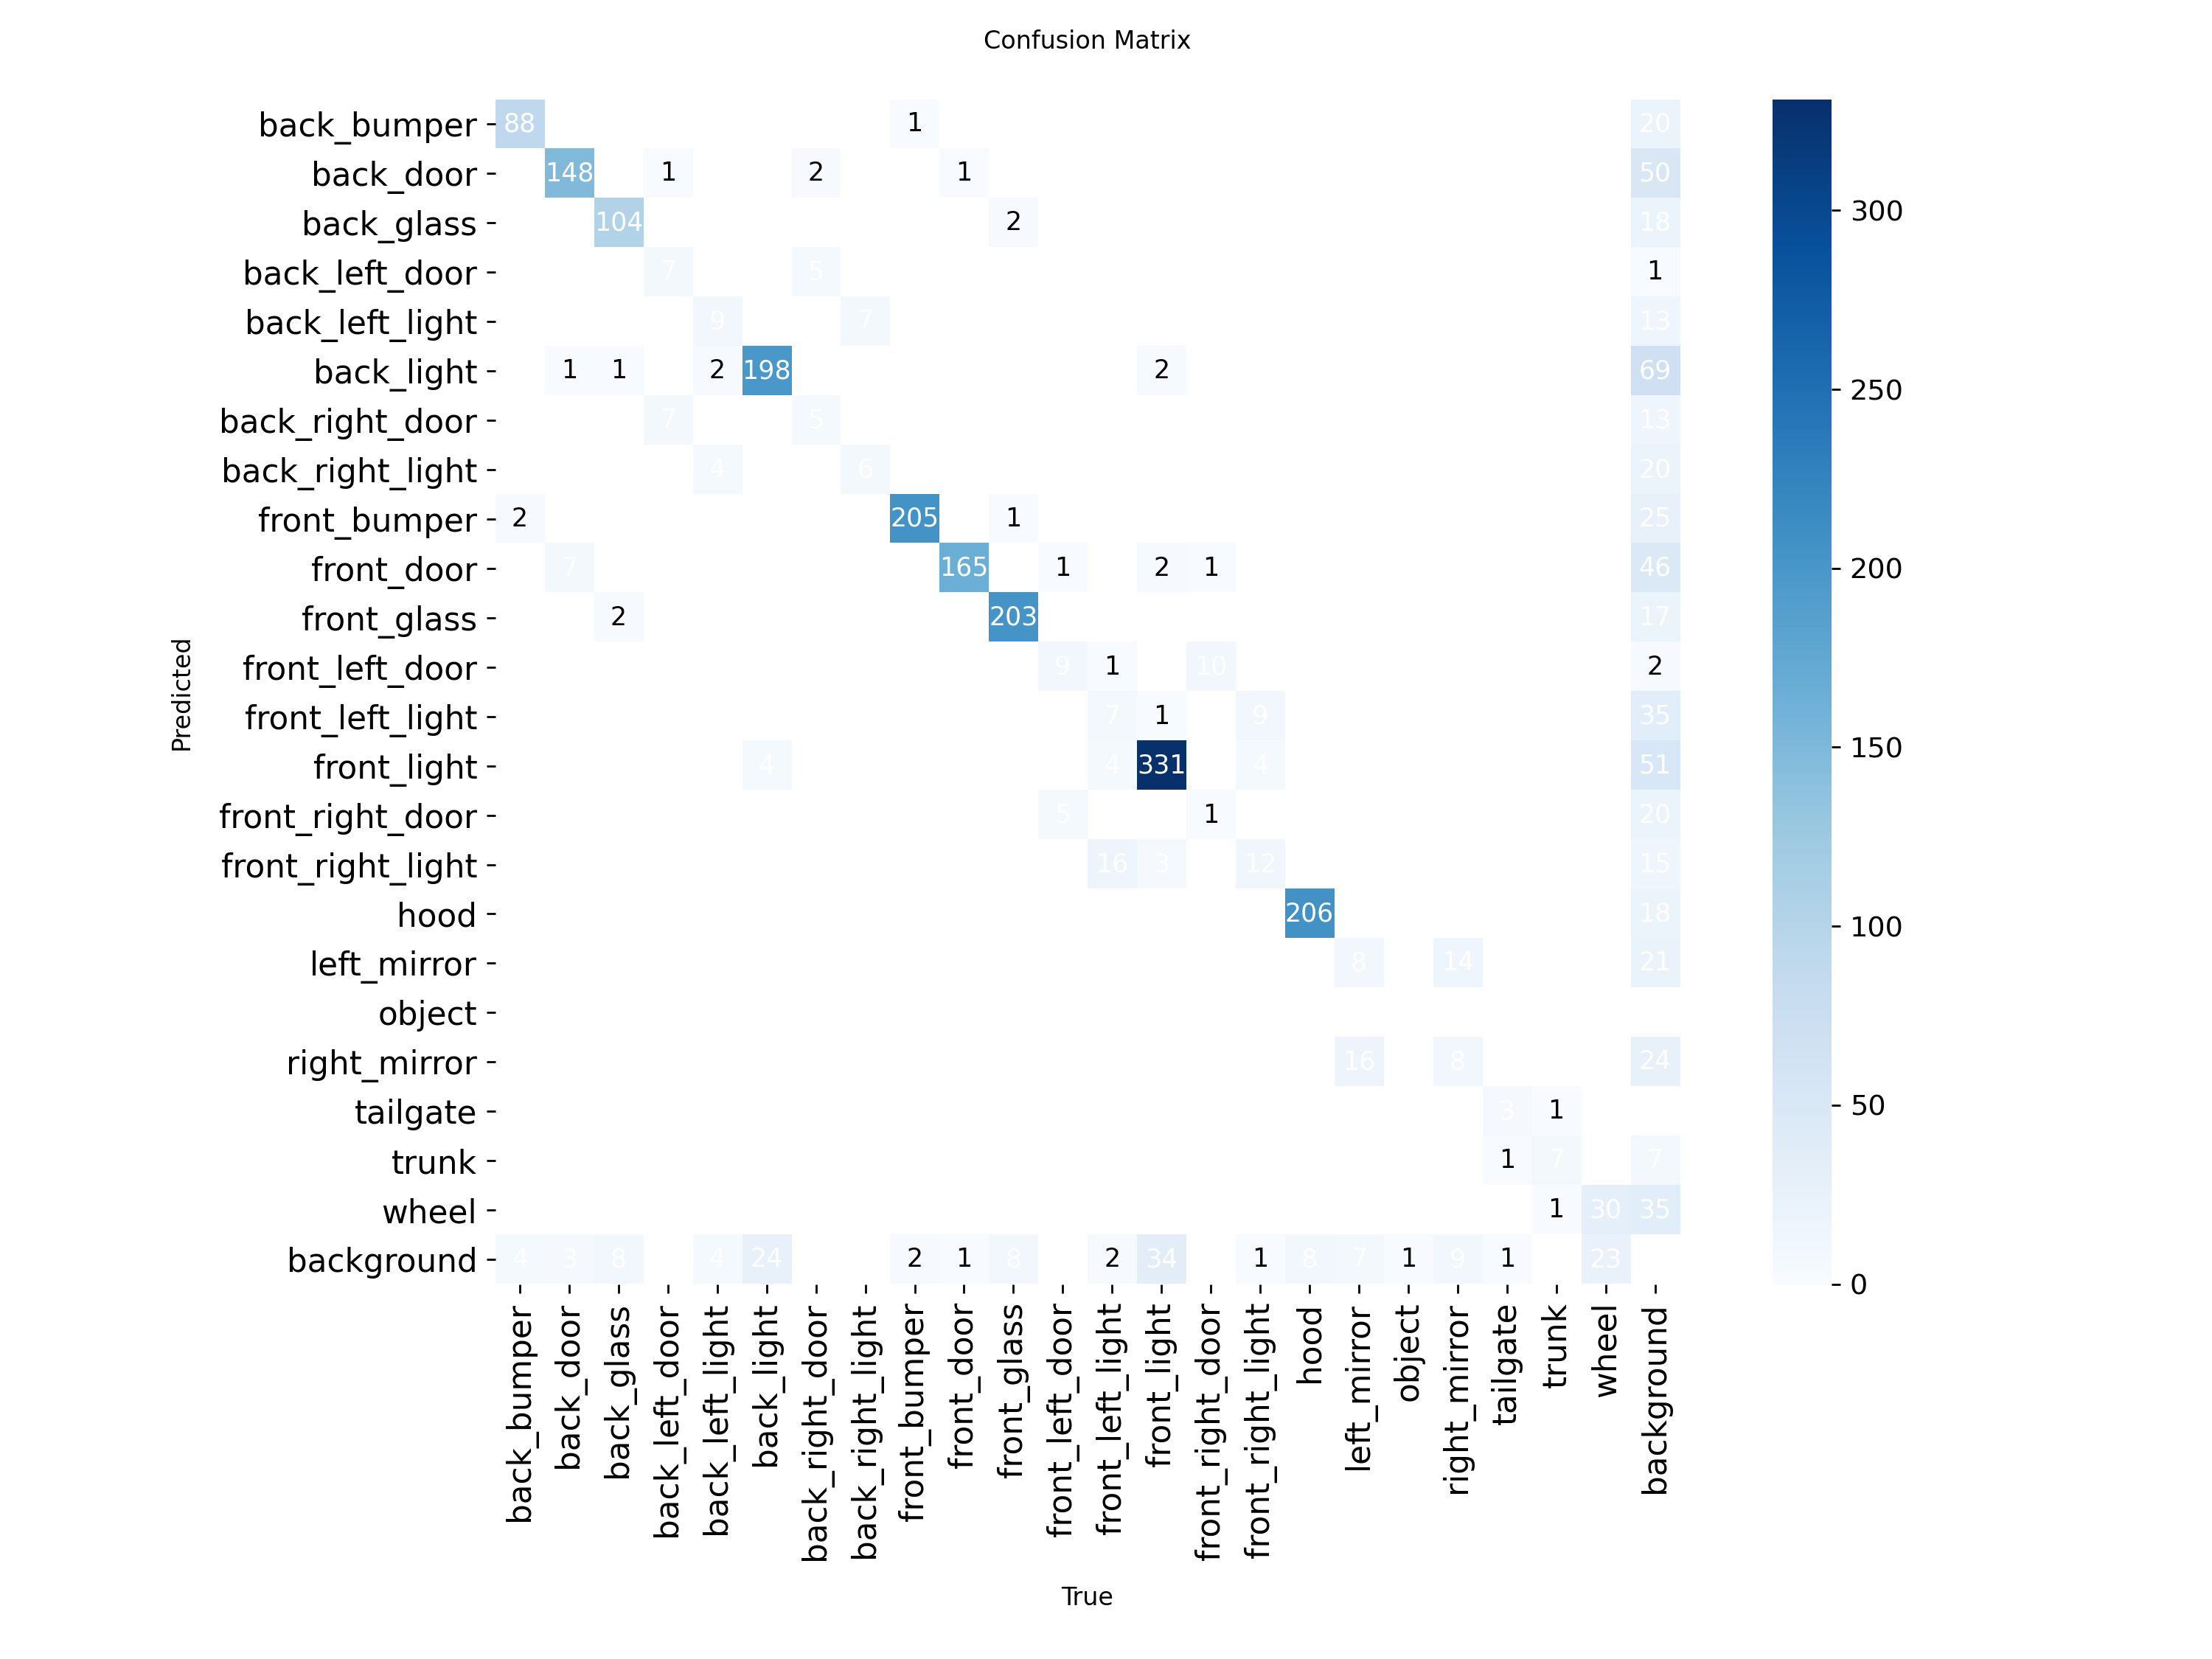 Confusion Matrix
back_bumper 88 1 20
back_door 148 1 2 1 50
back_glass 104 2 18
back_left_door 7 5 1
back_left_light 9 7 13
back_light 1 1 2 198 2 69
back_right_door 7 5 13
back_right_light 4 6 20
front_bumper 2 205 1 25
front_door 7 165 1 2 1 46
front_glass 2 203 17
front_left_door 9 1 10 2
front_left_light 7 1 9 35
front_light 4 4 331 4 51
front_right_door 5 1 20
front_right_light 16 3 12 15
hood 206 18
left_mirror 8 14 21
object
right_mirror 16 8 24
tailgate 3 1
trunk 1 7 7
wheel 1 30 35
background 4 3 8 4 24 2 1 8 2 34 1 8 7 1 9 1 23
Predicted
back_bumper
back_door
back_glass
back_left_door
back_left_light
back_light
back_right_door
back_right_light
front_bumper
front_door
front_glass
front_left_door
front_left_light
front_light
front_right_door
front_right_light
hood
left_mirror
object
right_mirror
tailgate
trunk
wheel
background
True
300
250
200
150
100
50
0